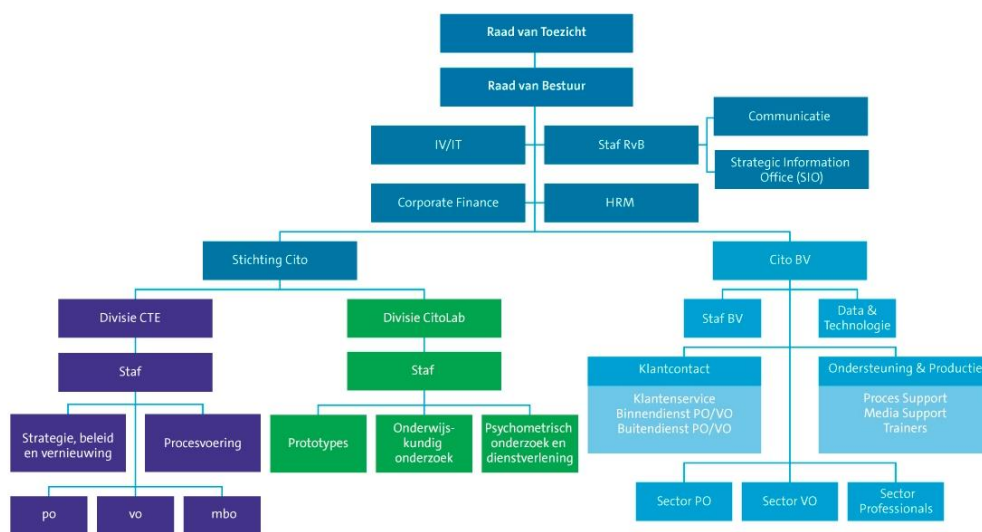 Raad van Toezicht
Raad van Bestuur
IV/IT
Staf RvB
Communicatie
Strategic Information
Office (SIO)
Corporate Finance
HRM
Stichting Cito
Cito BV
Divisie CTE
Divisie CitoLab
Staf BV
Data &
Technologie
Staf
Staf
Klantcontact
Klantenservice
Binnendienst PO/VO
Buitendienst PO/VO
Ondersteuning & Productie
Proces Support
Media Support
Trainers
Strategie, beleid
en vernieuwing
Procesvoering
Prototypes
Onderwijs-
kundig
onderzoek
Psychometrisch
onderzoek en
dienstverlening
po
vo
mbo
Sector PO
Sector VO
Sector
Professionals